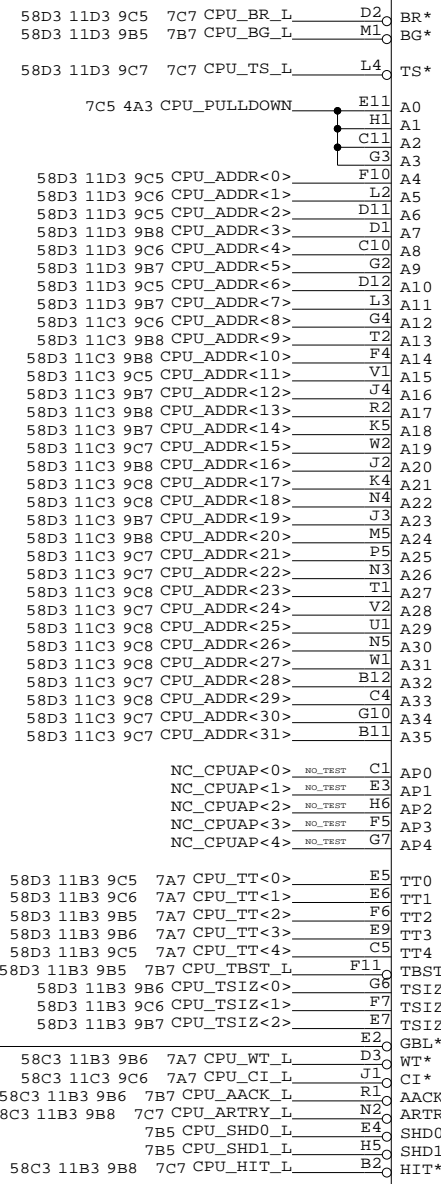 58D3 11D3 9C5 7C7 CPU_BR_L D2 BR*
58D3 11D3 9B5 7B7 CPU_BG_L M1 BG*
58D3 11D3 9C7 7C7 CPU_TS_L L4 TS*
7C5 4A3 CPU_PULLDOWN E11 A0
H1 A1
C11 A2
G3 A3
58D3 11D3 9C5 CPU_ADDR<0> F10 A4
58D3 11D3 9C6 CPU_ADDR<1> L2 A5
58D3 11D3 9C5 CPU_ADDR<2> D11 A6
58D3 11D3 9B8 CPU_ADDR<3> D1 A7
58D3 11D3 9C6 CPU_ADDR<4> C10 A8
58D3 11D3 9B7 CPU_ADDR<5> G2 A9
58D3 11D3 9C5 CPU_ADDR<6> D12 A10
58D3 11D3 9B7 CPU_ADDR<7> L3 A11
58D3 11C3 9C6 CPU_ADDR<8> G4 A12
58D3 11C3 9B8 CPU_ADDR<9> T2 A13
58D3 11C3 9B8 CPU_ADDR<10> F4 A14
58D3 11C3 9C5 CPU_ADDR<11> V1 A15
58D3 11C3 9B7 CPU_ADDR<12> J4 A16
58D3 11C3 9B8 CPU_ADDR<13> R2 A17
58D3 11C3 9B7 CPU_ADDR<14> K5 A18
58D3 11C3 9C7 CPU_ADDR<15> W2 A19
58D3 11C3 9B8 CPU_ADDR<16> J2 A20
58D3 11C3 9C8 CPU_ADDR<17> K4 A21
58D3 11C3 9C8 CPU_ADDR<18> N4 A22
58D3 11C3 9B7 CPU_ADDR<19> J3 A23
58D3 11C3 9B8 CPU_ADDR<20> M5 A24
58D3 11C3 9C7 CPU_ADDR<21> P5 A25
58D3 11C3 9C7 CPU_ADDR<22> N3 A26
58D3 11C3 9C8 CPU_ADDR<23> T1 A27
58D3 11C3 9C7 CPU_ADDR<24> V2 A28
58D3 11C3 9C8 CPU_ADDR<25> U1 A29
58D3 11C3 9C8 CPU_ADDR<26> N5 A30
58D3 11C3 9C8 CPU_ADDR<27> W1 A31
58D3 11C3 9C7 CPU_ADDR<28> B12 A32
58D3 11C3 9C8 CPU_ADDR<29> C4 A33
58D3 11C3 9C7 CPU_ADDR<30> G10 A34
58D3 11C3 9C7 CPU_ADDR<31> B11 A35
NC_CPUAP<0> NO_TEST C1 AP0
NC_CPUAP<1> NO_TEST E3 AP1
NC_CPUAP<2> NO_TEST H6 AP2
NC_CPUAP<3> NO_TEST F5 AP3
NC_CPUAP<4> NO_TEST G7 AP4
58D3 11B3 9C5 7A7 CPU_TT<0> E5 TT0
58D3 11B3 9C6 7A7 CPU_TT<1> E6 TT1
58D3 11B3 9B5 7A7 CPU_TT<2> F6 TT2
58D3 11B3 9B6 7A7 CPU_TT<3> E9 TT3
58D3 11B3 9C5 7A7 CPU_TT<4> C5 TT4
58D3 11B3 9B5 7B7 CPU_TBST_L F11 TBST
58D3 11B3 9B6 CPU_TSIZ<0> G6 TSIZ
58D3 11B3 9C6 CPU_TSIZ<1> F7 TSIZ
58D3 11B3 9B7 CPU_TSIZ<2> E7 TSIZ
E2 GBL*
58C3 11B3 9B6 7A7 CPU_WT_L D3 WT*
58C3 11C3 9C6 7A7 CPU_CI_L J1 CI*
58C3 11B3 9B6 7B7 CPU_AACK_L R1 AACK
8C3 11B3 9B8 7C7 CPU_ARTRY_L N2 ARTR
7B5 CPU_SHD0_L E4 SHD0
7B5 CPU_SHD1_L H5 SHD1
58C3 11B3 9B8 7C7 CPU_HIT_L B2 HIT*